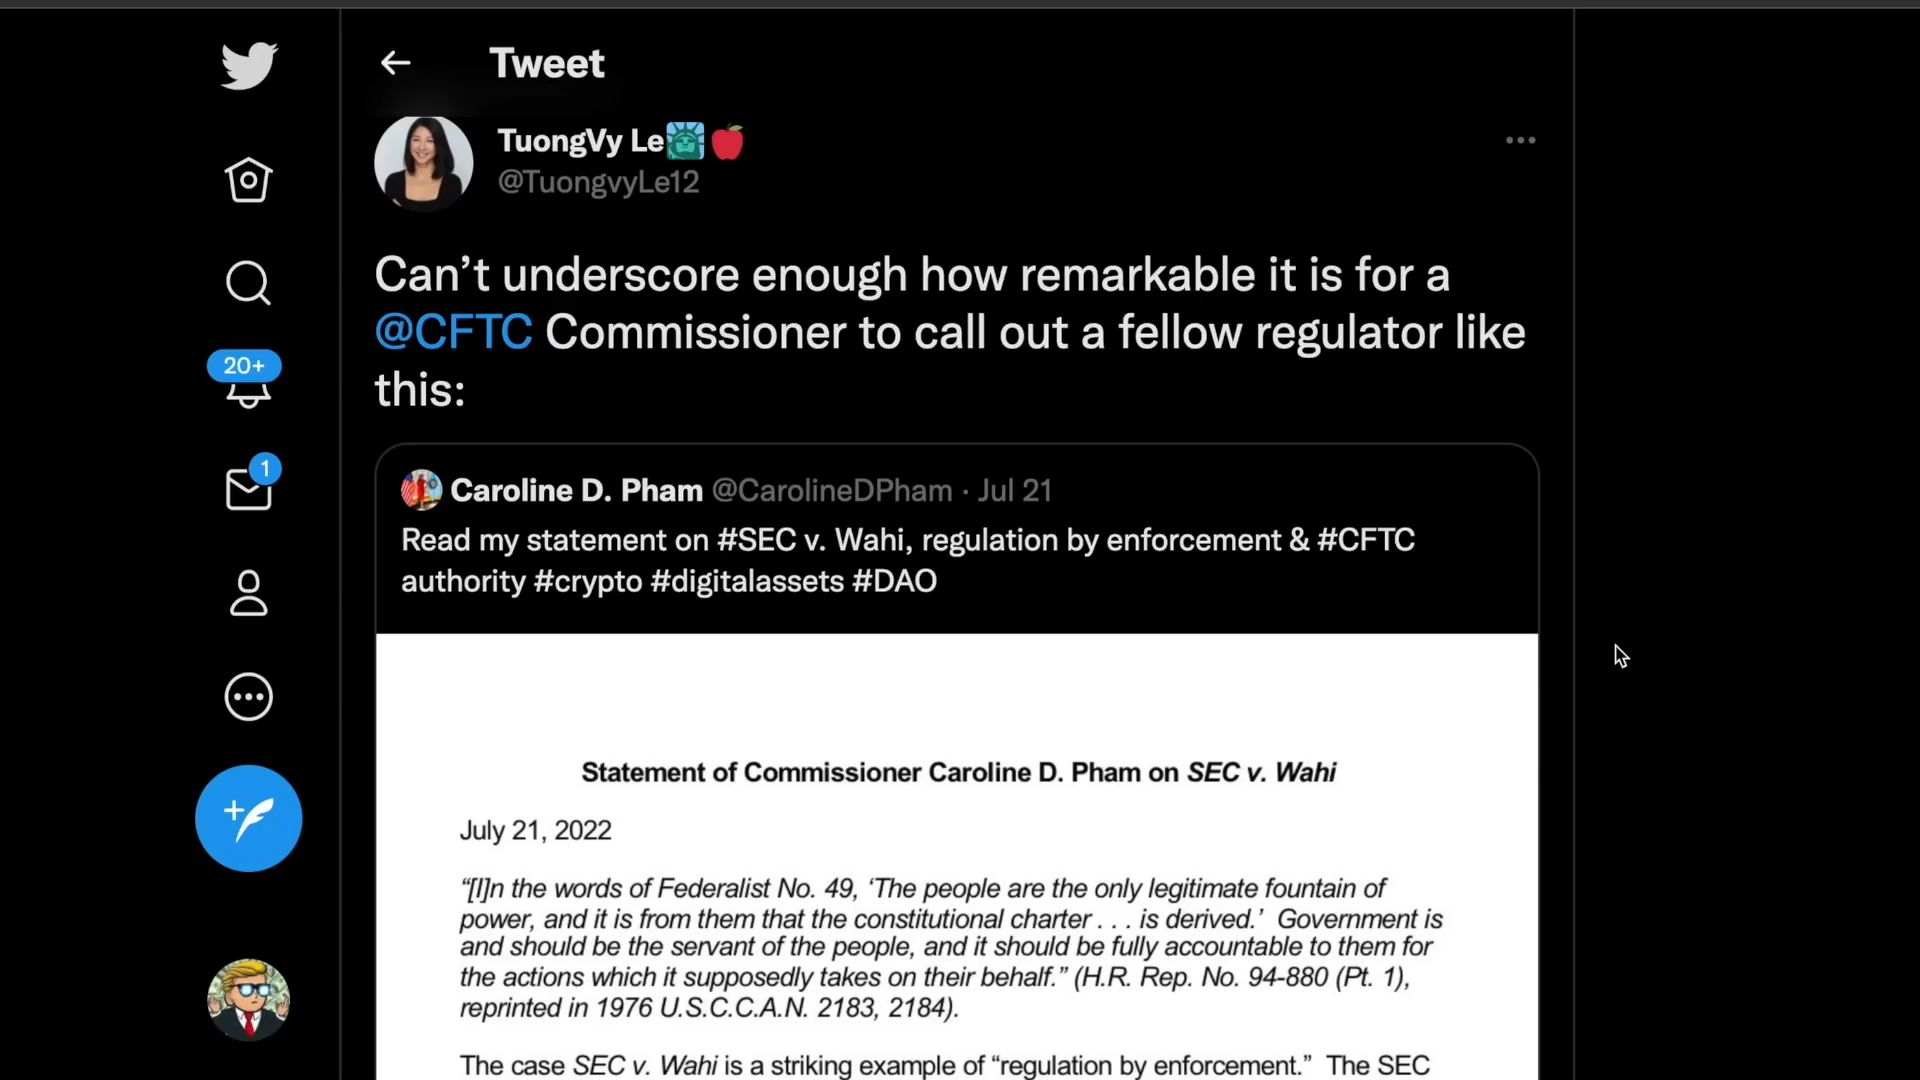 Tweet
TuongVy Le🗽🍎
@TuongvyLe12
Can’t underscore enough how remarkable it is for a
@CFTC Commissioner to call out a fellow regulator like
this:
20+
1
Caroline D. Pham @CarolineDPham · Jul 21
Read my statement on #SEC v. Wahi, regulation by enforcement & #CFTC
authority #crypto #digitalassets #DAO
Statement of Commissioner Caroline D. Pham on SEC v. Wahi
July 21, 2022
“[I]n the words of Federalist No. 49, ‘The people are the only legitimate fountain of
power, and it is from them that the constitutional charter . . . is derived.’ Government is
and should be the servant of the people, and it should be fully accountable to them for
the actions which it supposedly takes on their behalf.” (H.R. Rep. No. 94-880 (Pt. 1),
reprinted in 1976 U.S.C.C.A.N. 2183, 2184).
The case SEC v. Wahi is a striking example of “regulation by enforcement.” The SEC